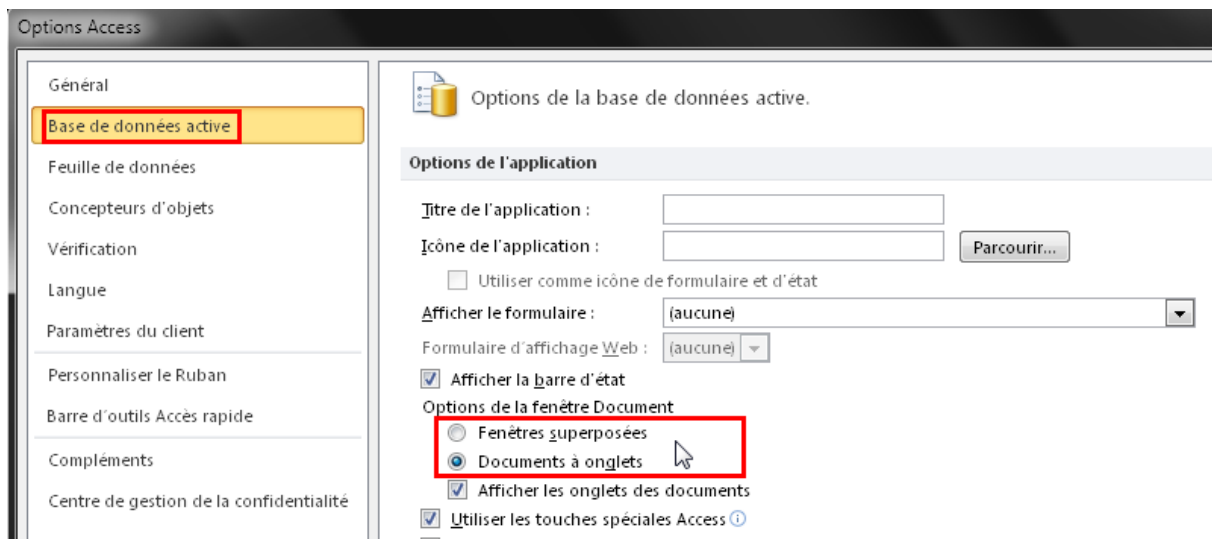 Options Access
Général
Base de données active
Feuille de données
Concepteurs d'objets
Vérification
Langue
Paramètres du client
Personnaliser le Ruban
Barre d'outils Accès rapide
Compléments
Centre de gestion de la confidentialité
Options de la base de données active.
Options de l'application
Titre de l'application :
Icône de l'application :
Parcourir...
Utiliser comme icône de formulaire et d'état
Afficher le formulaire : (aucune)
Formulaire d'affichage Web : (aucune)
Afficher la barre d'état
Options de la fenêtre Document
Fenêtres superposées
Documents à onglets
Afficher les onglets des documents
Utiliser les touches spéciales Access